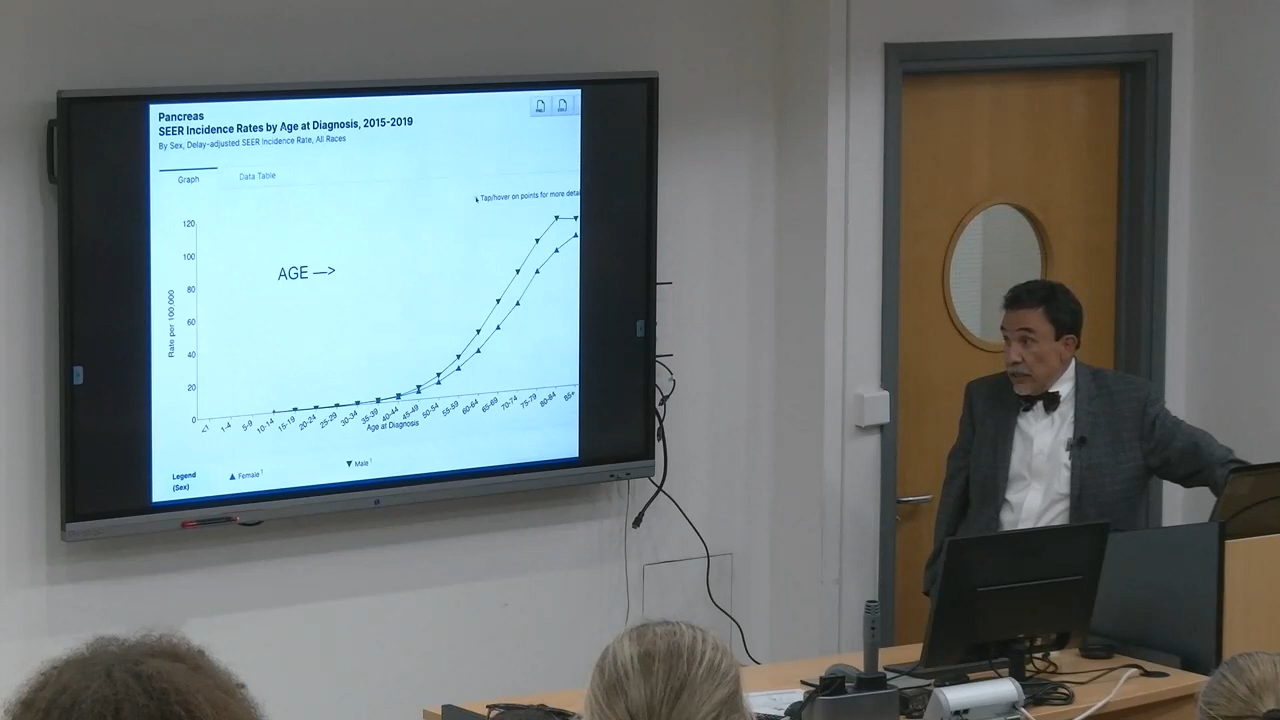 Pancreas
SEER Incidence Rates by Age at Diagnosis, 2015-2019
By Sex, Delay-adjusted SEER Incidence Rate, All Races
Graph
Data Table
Tap/hover on points for more detai
120
100
80
60
40
20
0
Rate per 100,000
AGE —>
<1
1-4
5-9
10-14
15-19
20-24
25-29
30-34
35-39
40-44
45-49
50-54
55-59
60-64
65-69
70-74
75-79
80-84
85+
Age at Diagnosis
Legend
(Sex)
Female 1
Male 1